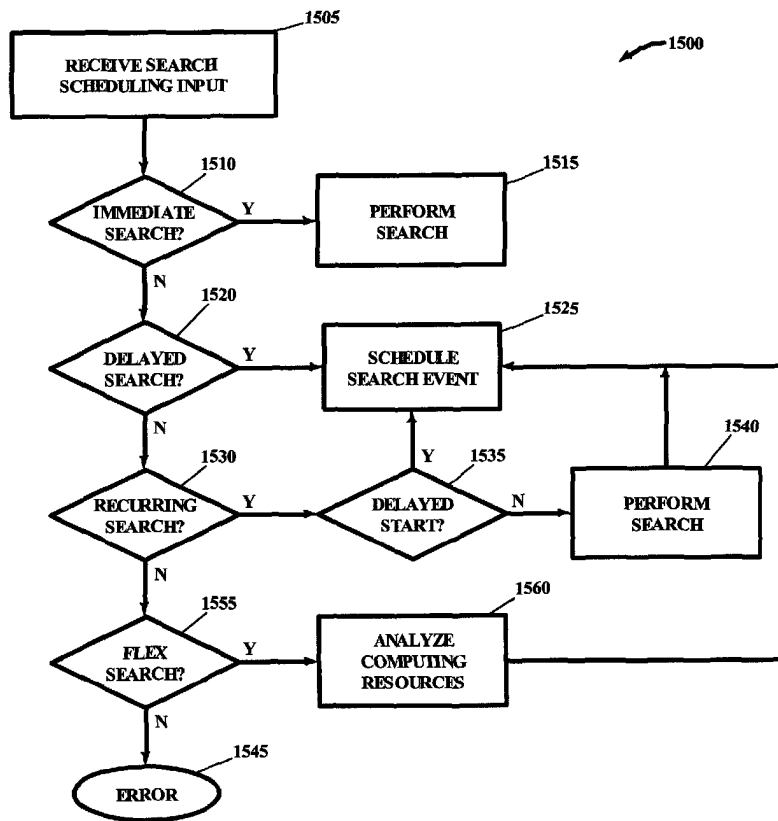 1505
RECEIVE SEARCH
SCHEDULING INPUT
1500
1510
IMMEDIATE
SEARCH?
Y
N
1515
PERFORM
SEARCH
1520
DELAYED
SEARCH?
Y
N
1525
SCHEDULE
SEARCH EVENT
1530
RECURRING
SEARCH?
Y
N
1535
DELAYED
START?
Y
N
1540
PERFORM
SEARCH
1555
FLEX
SEARCH?
Y
N
1560
ANALYZE
COMPUTING
RESOURCES
1545
ERROR